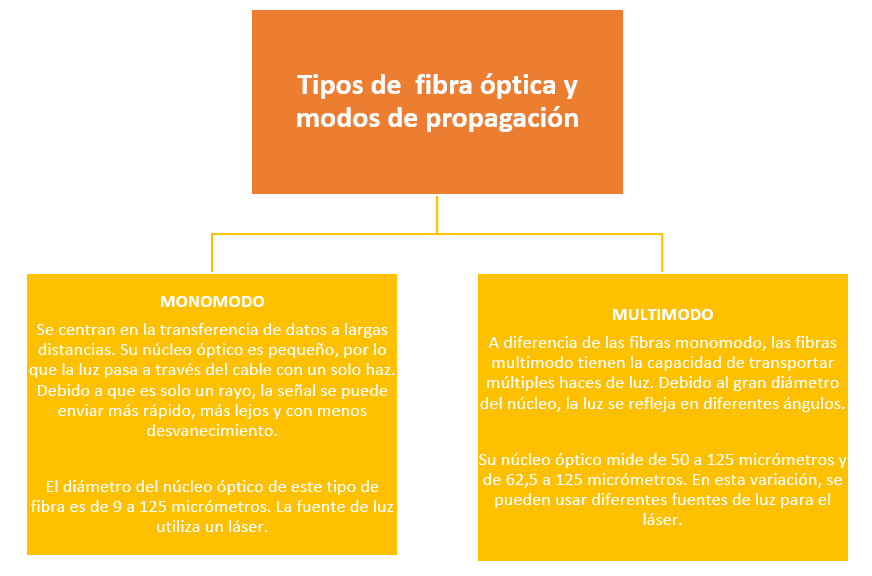 Tipos de  fibra óptica y
modos de propagación
MONOMODO
Se centran en la transferencia de datos a largas
distancias. Su núcleo óptico es pequeño, por lo
que la luz pasa a través del cable con un solo haz.
Debido a que es solo un rayo, la señal se puede
enviar más rápido, más lejos y con menos
desvanecimiento.
El diámetro del núcleo óptico de este tipo de
fibra es de 9 a 125 micrómetros. La fuente de luz
utiliza un láser.
MULTIMODO
A diferencia de las fibras monomodo, las fibras
multimodo tienen la capacidad de transportar
múltiples haces de luz. Debido al gran diámetro
del núcleo, la luz se refleja en diferentes ángulos.
Su núcleo óptico mide de 50 a 125 micrómetros y
de 62,5 a 125 micrómetros. En esta variación, se
pueden usar diferentes fuentes de luz para el
láser.